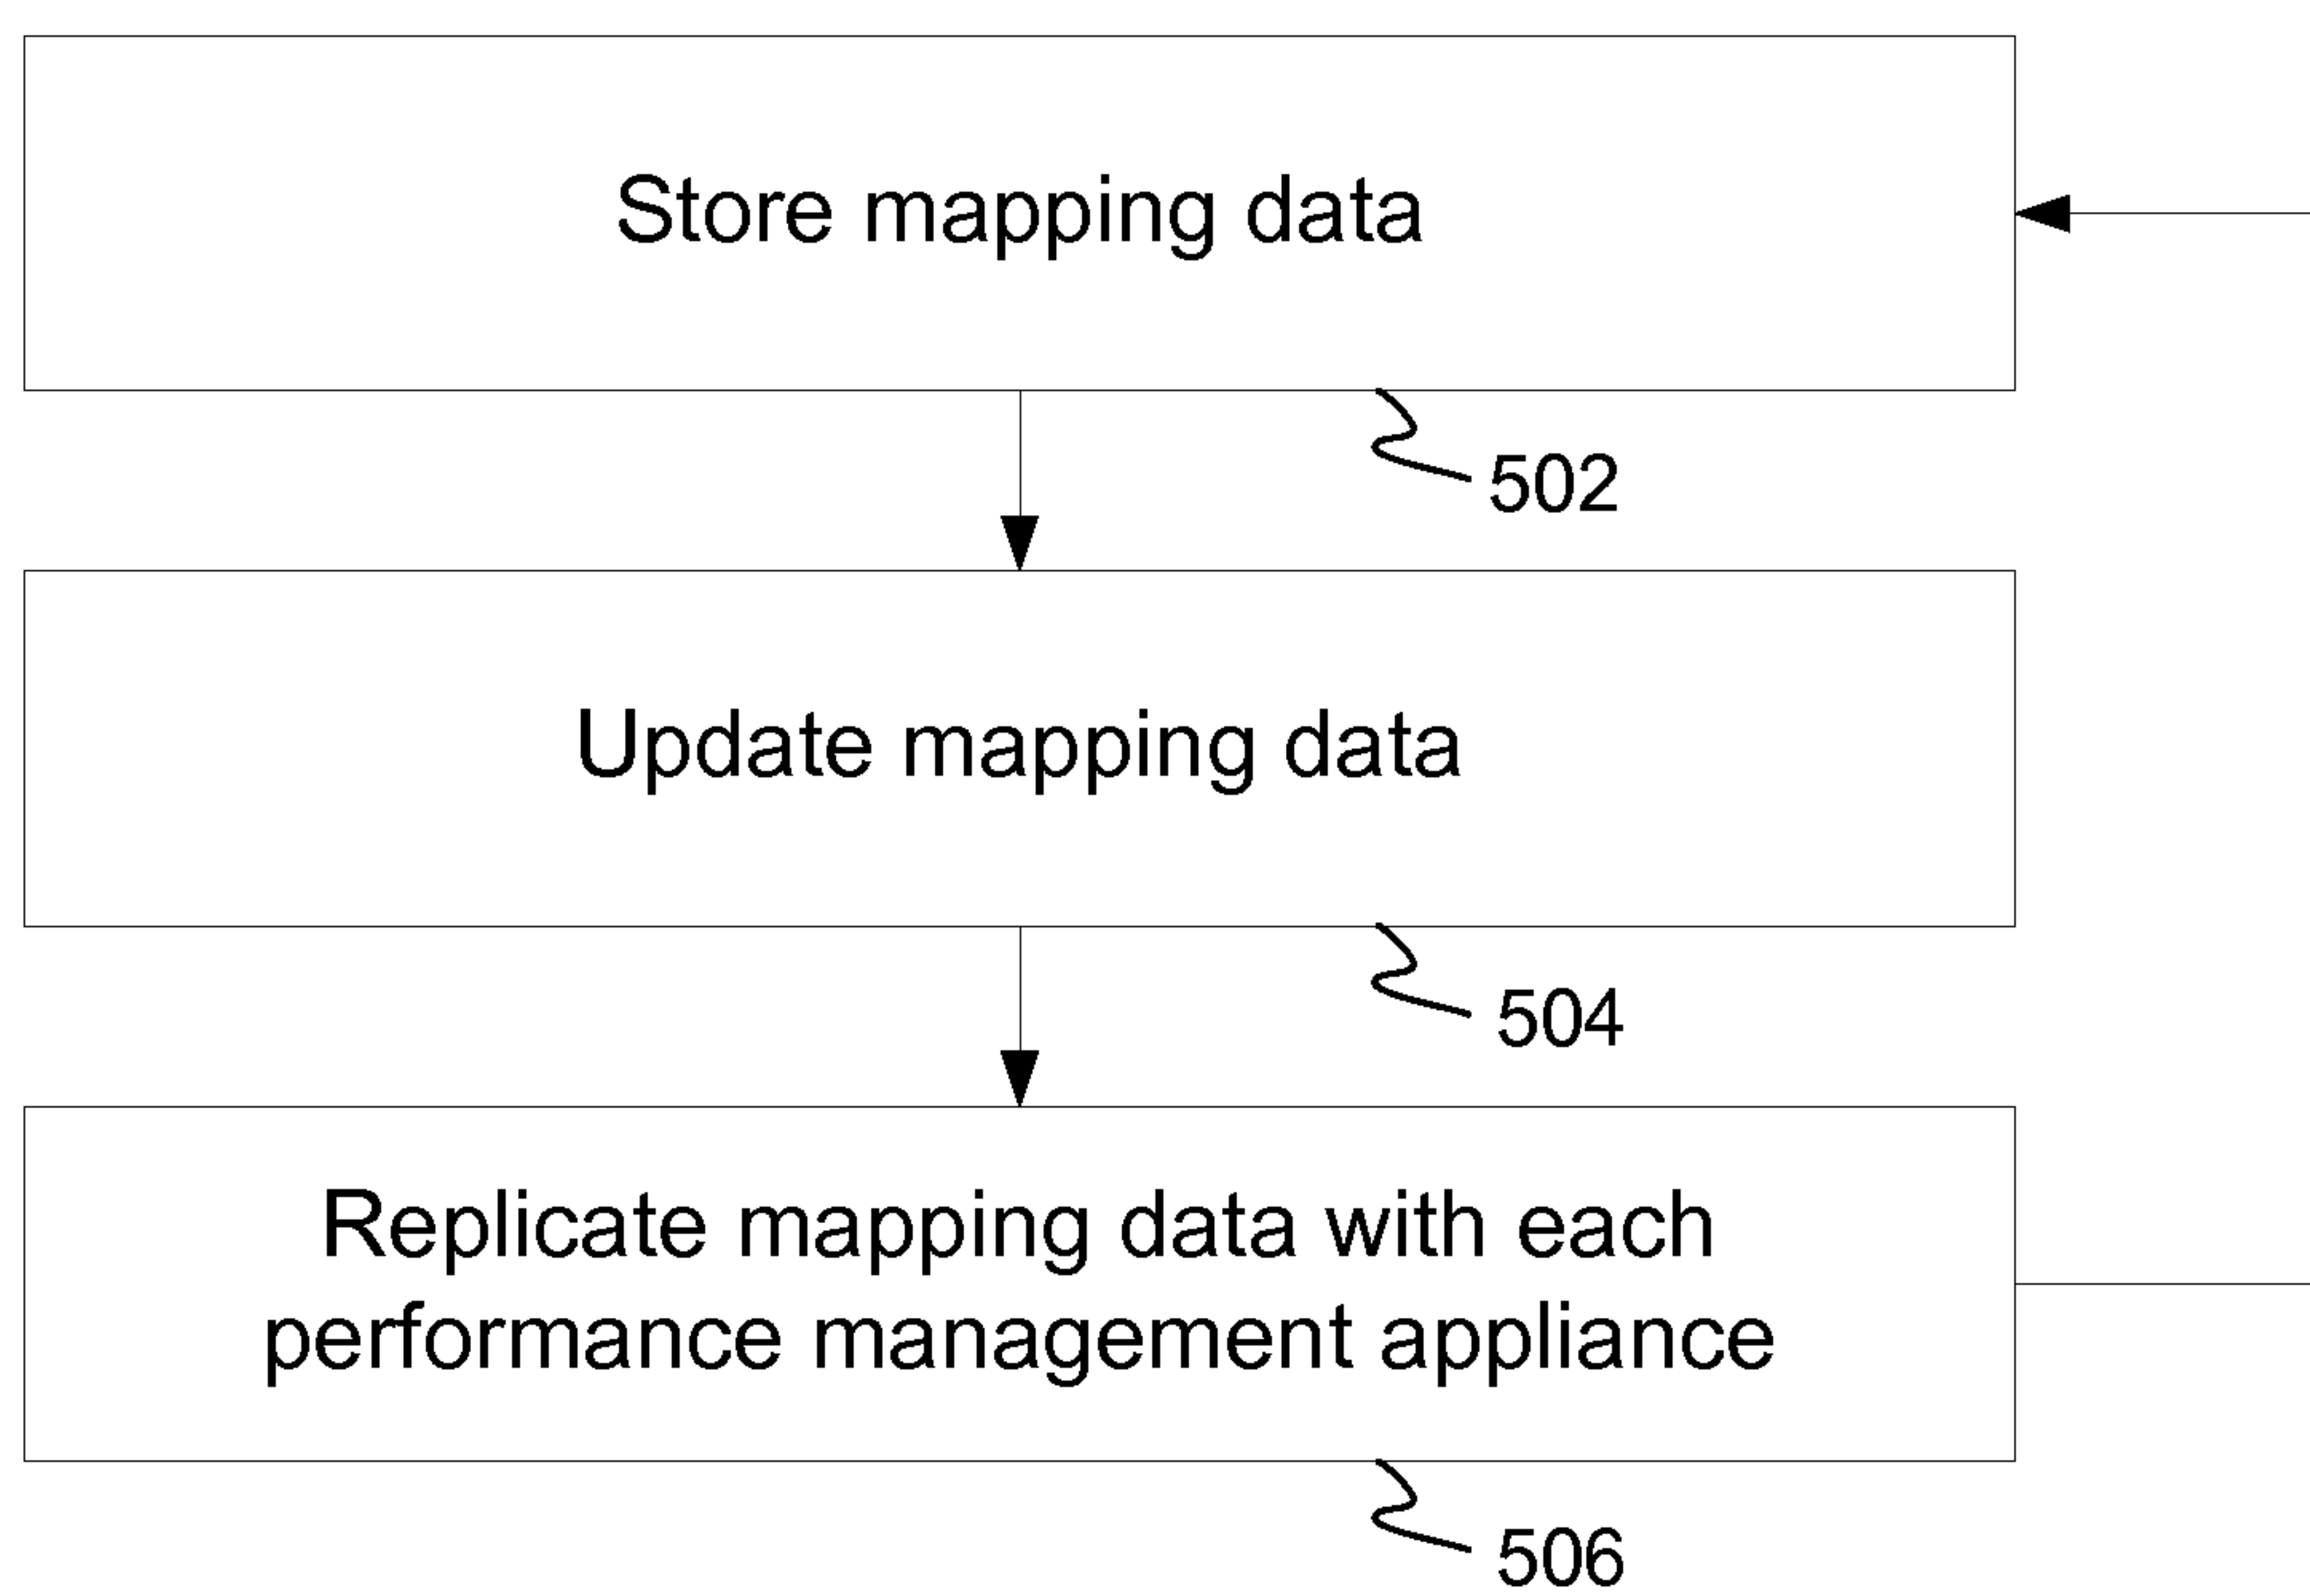 Store mapping data
502
Update mapping data
504
Replicate mapping data with each
performance management appliance
506